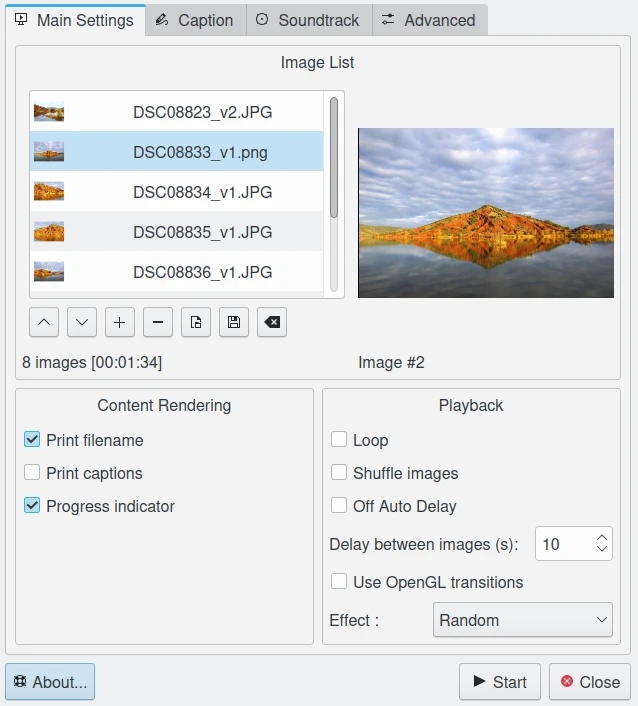 Main Settings
Caption
Soundtrack
Advanced
Image List
DSC08823_v2.JPG
DSC08833_v1.png
DSC08834_v1.JPG
DSC08835_v1.JPG
DSC08836_v1.JPG
8 images [00:01:34]
Image #2
Content Rendering
Print filename
Print captions
Progress indicator
Playback
Loop
Shuffle images
Off Auto Delay
Delay between images (s): 10
Use OpenGL transitions
Effect : Random
About...
Start
Close